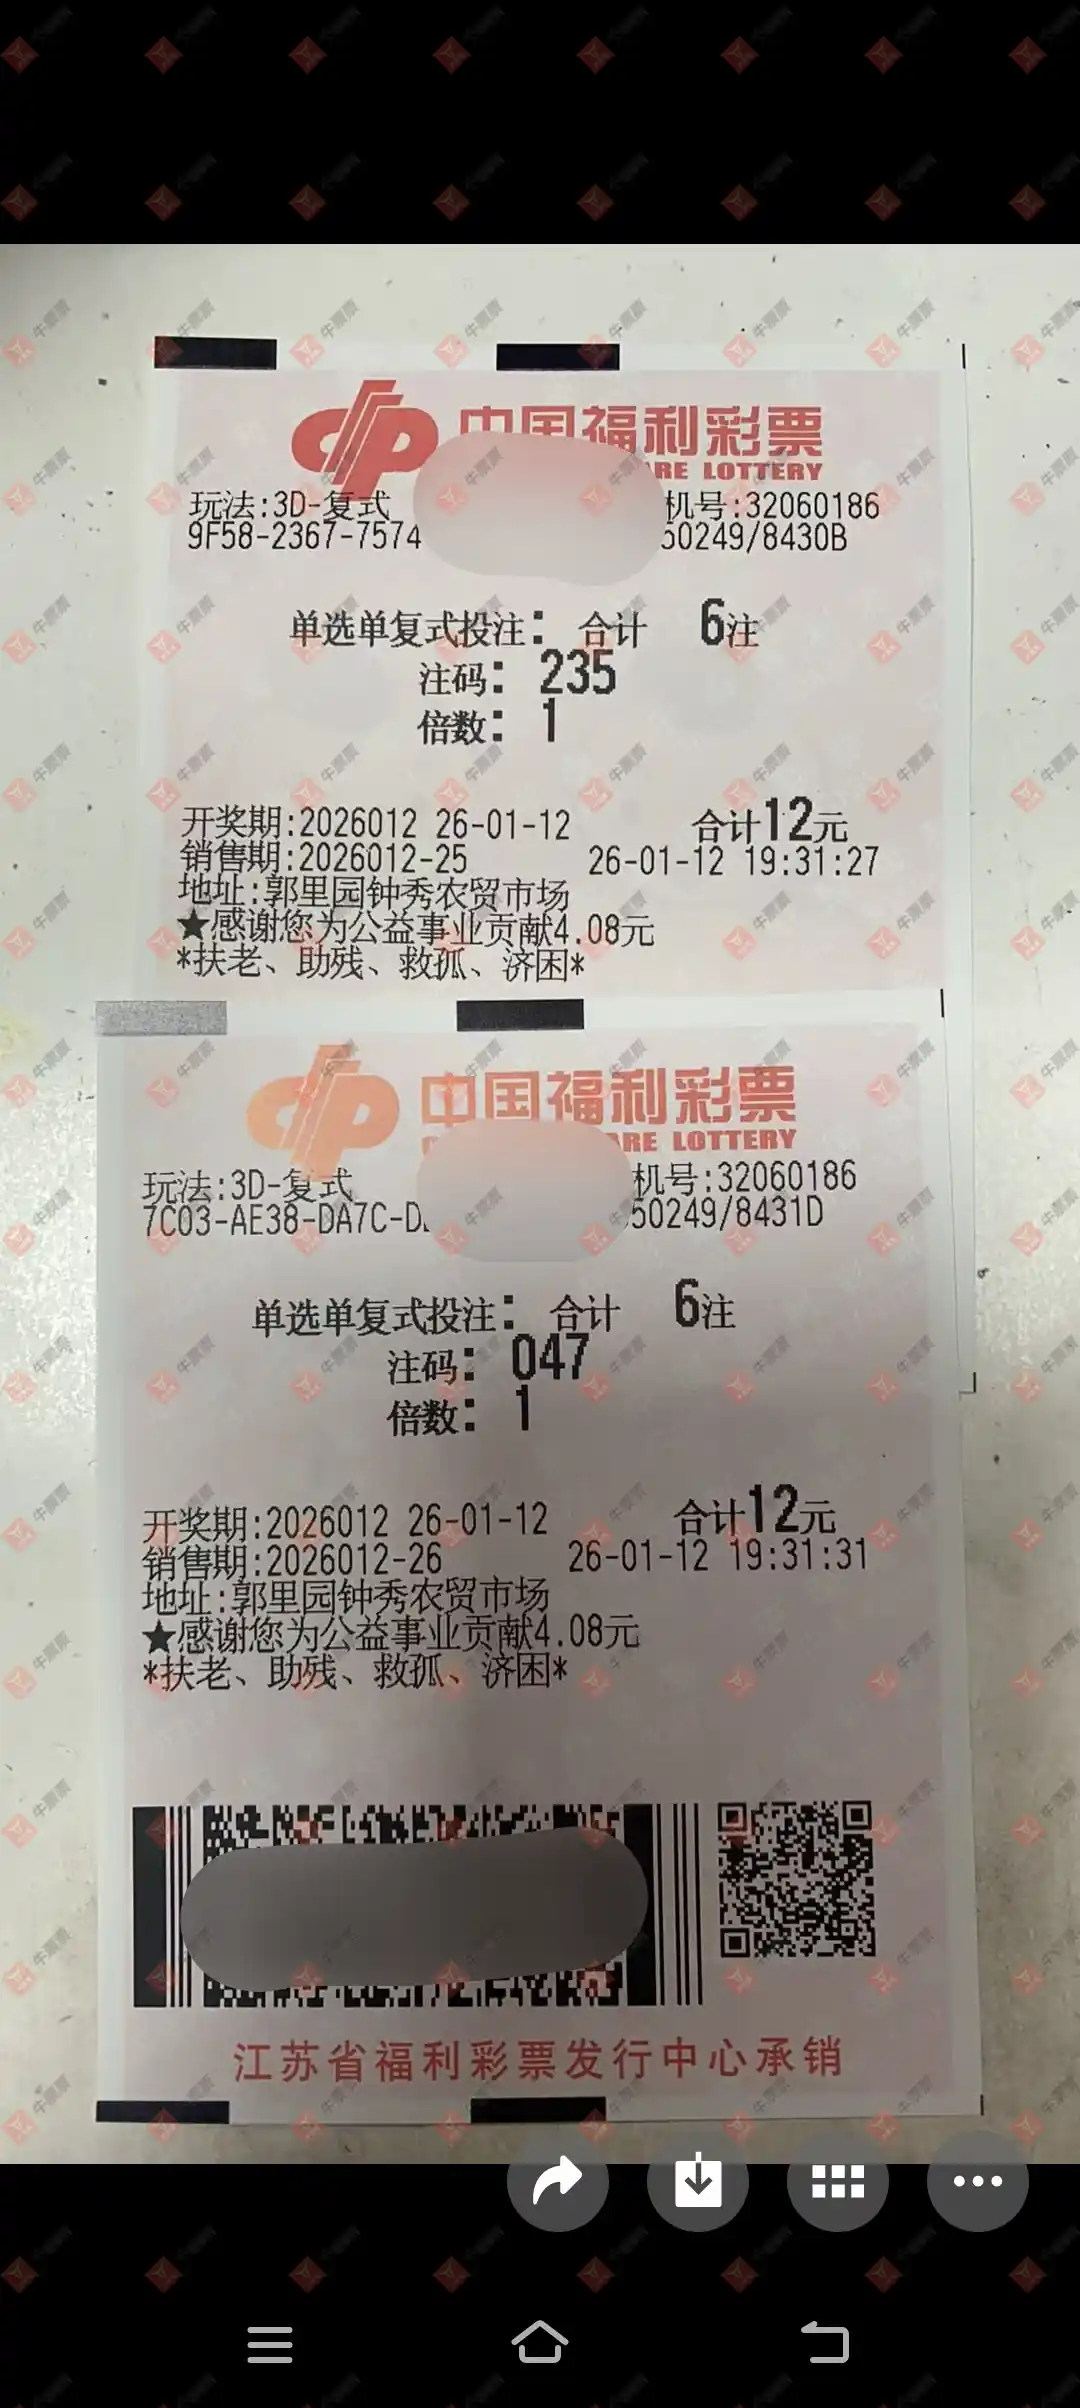 中国福利彩票
ARE LOTTERY
玩法:3D-复式 机号:32060186
9F58-2367-7574 50249/8430B
单选单复式投注: 合计 6注
注码: 235
倍数: 1
开奖期:2026012 26-01-12 合计12元
销售期:2026012-25 26-01-12 19:31:27
地址:郭里园钟秀农贸市场
★感谢您为公益事业贡献4.08元
*扶老、助残、救孤、济困*
中国福利彩票
ARE LOTTERY
玩法:3D-复式 机号:32060186
7C03-AE38-DA7C-D 50249/8431D
单选单复式投注: 合计 6注
注码: 047
倍数: 1
开奖期:2026012 26-01-12 合计12元
销售期:2026012-26 26-01-12 19:31:31
地址:郭里园钟秀农贸市场
★感谢您为公益事业贡献4.08元
*扶老、助残、救孤、济困*
江苏省福利彩票发行中心承销
牛票票